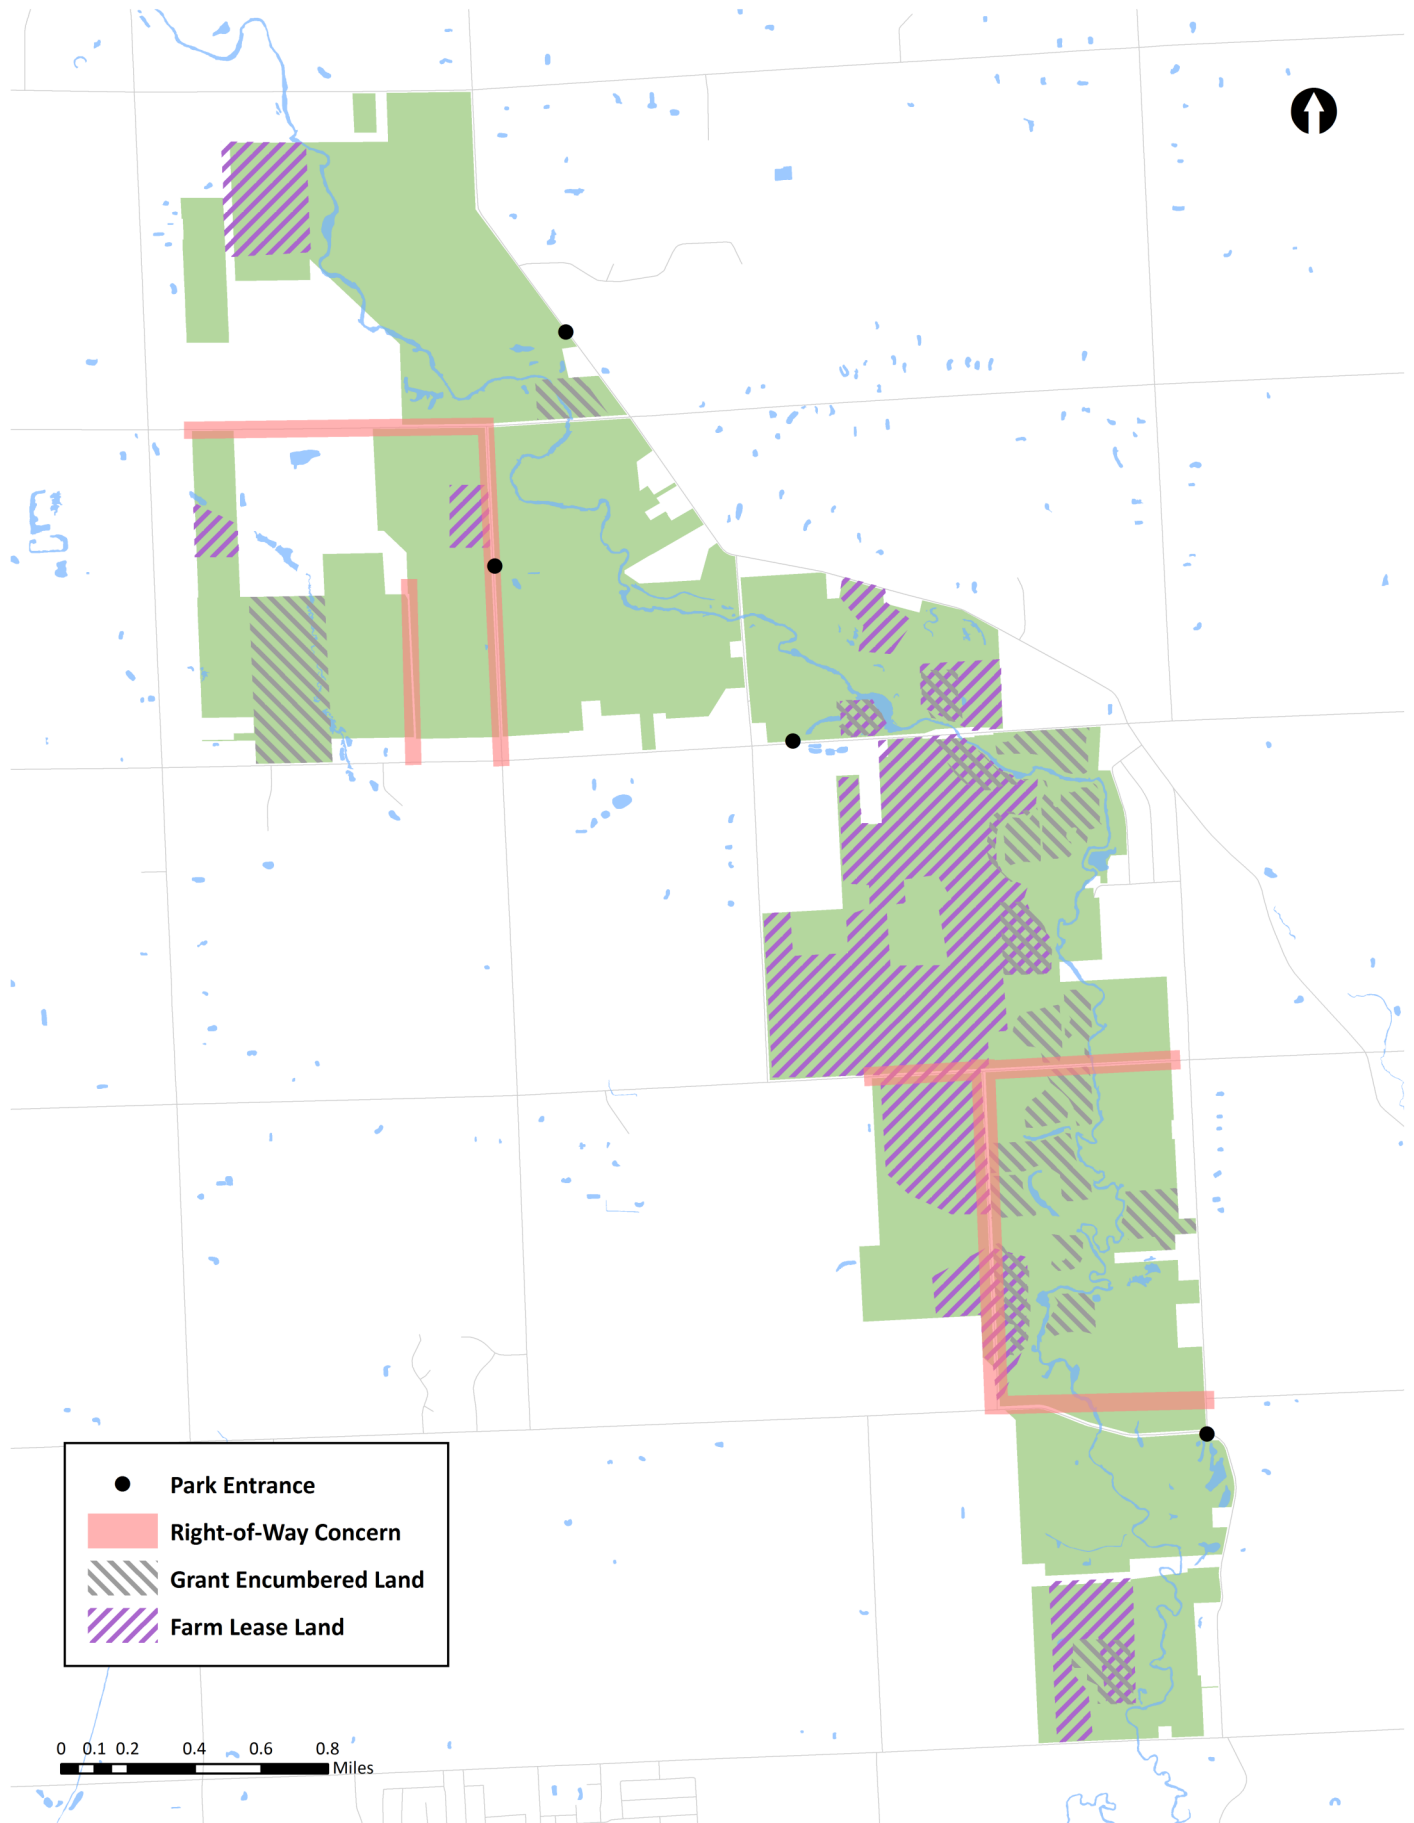 Park Entrance
Right-of-Way Concern
Grant Encumbered Land
Farm Lease Land
0 0.1 0.2 0.4 0.6 0.8
Miles